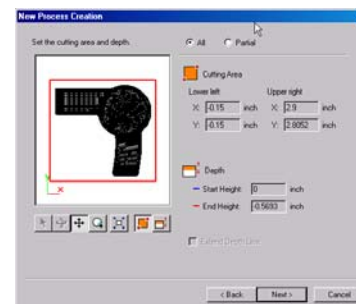 New Process Creation
Set the cutting area and depth.
All
Partial
Cutting Area
Lower left
Upper right
X: -0.15 inch X: 2.9 inch
Y: -0.15 inch Y: 2.8052 inch
Depth
Start Height: 0 inch
End Height: -0.5693 inch
Extend Depth Line
Y
X
< Back
Next >
Cancel